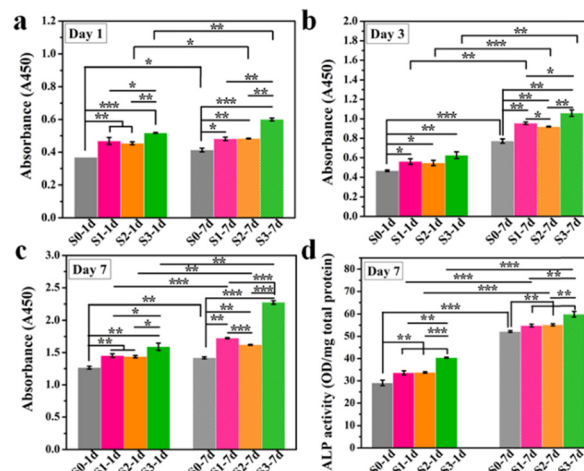 a
Day 1
Absorbance (A450)
1.2
1.0
0.8
0.6
0.4
0.2
0.0
**
*
**
*
**
*
***
**
**
***
**
**
*
S0-1d
S1-1d
S2-1d
S3-1d
S0-7d
S1-7d
S2-7d
S3-7d
b
Day 3
Absorbance (A450)
2.0
1.8
1.6
1.4
1.2
1.0
0.8
0.6
0.4
0.2
0.0
**
***
**
*
**
***
**
**
**
*
**
*
*
S0-1d
S1-1d
S2-1d
S3-1d
S0-7d
S1-7d
S2-7d
S3-7d
c
Day 7
Absorbance (A450)
3.0
2.5
2.0
1.5
1.0
0.5
0.0
**
**
***
***
**
***
***
**
***
*
**
*
**
S0-1d
S1-1d
S2-1d
S3-1d
S0-7d
S1-7d
S2-7d
S3-7d
d
Day 7
ALP activity (OD/mg total protein)
80
70
60
50
40
30
20
10
0
***
***
**
***
**
***
**
**
***
**
S0-1d
S1-1d
S2-1d
S3-1d
S0-7d
S1-7d
S2-7d
S3-7d